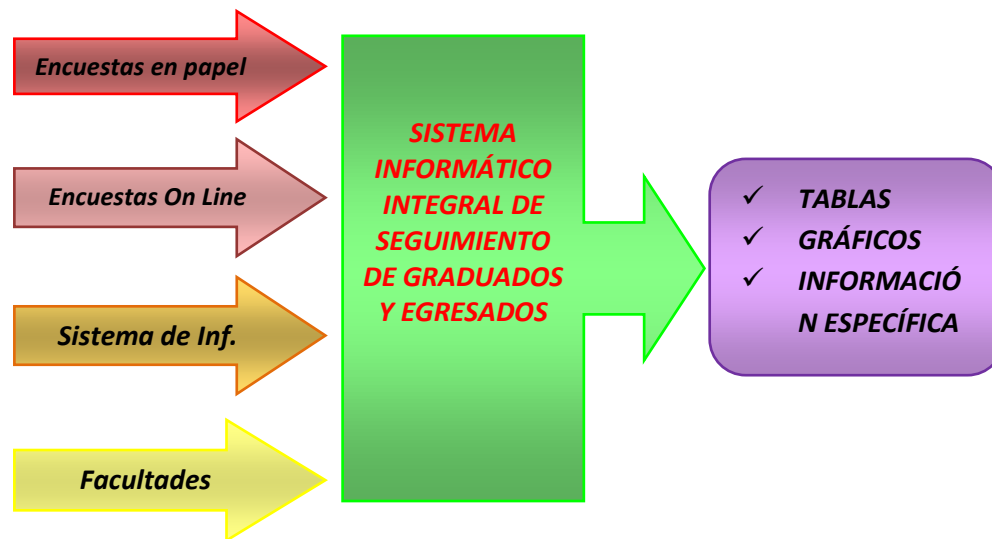 Encuestas en papel
Encuestas On Line
Sistema de Inf.
Facultades
SISTEMA
INFORMÁTICO
INTEGRAL DE
SEGUIMIENTO
DE GRADUADOS
Y EGRESADOS
✓ TABLAS
✓ GRÁFICOS
✓ INFORMACIÓ
N ESPECÍFICA